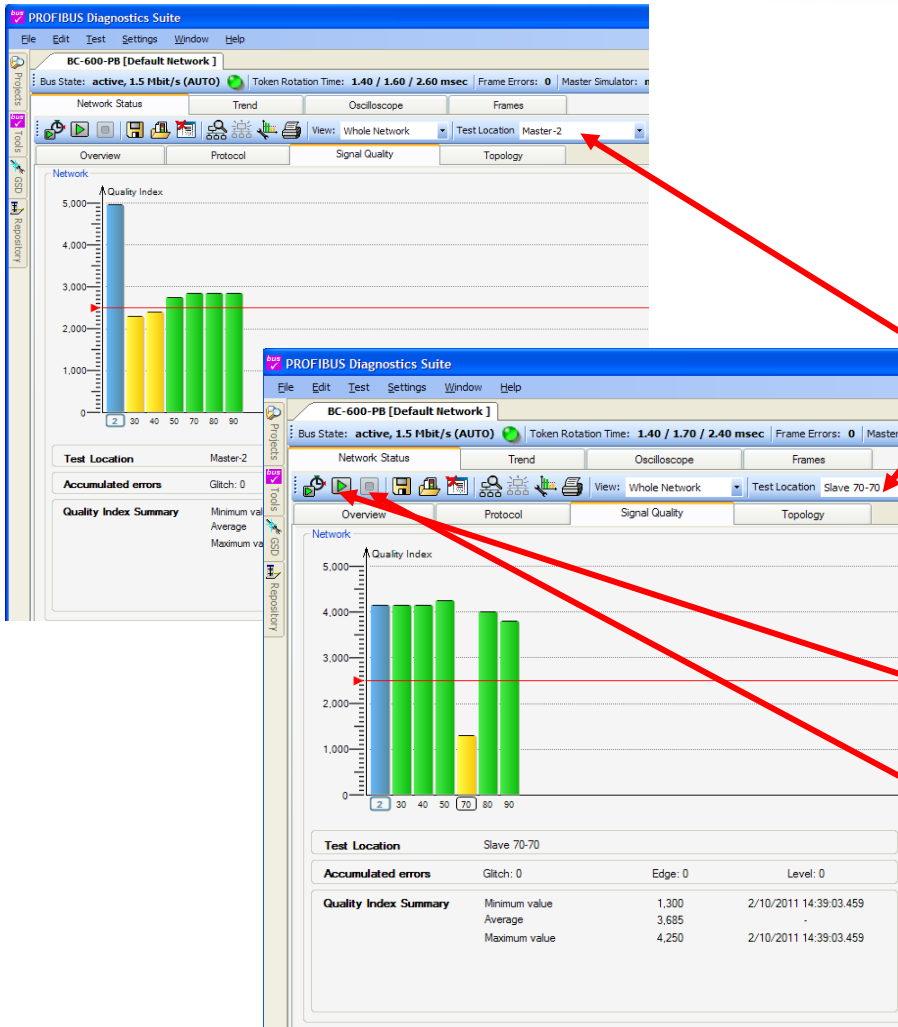 bus PROFIBUS Diagnostics Suite
File Edit Test Settings Window Help
BC-600-PB [Default Network ]
Bus State: active, 1.5 Mbit/s (AUTO) Token Rotation Time: 1.40 / 1.60 / 2.60 msec Frame Errors: 0 Master Simulator:
Network Status Trend Oscilloscope Frames
View: Whole Network Test Location Master-2
Overview Protocol Signal Quality Topology
Projects
bus Tools
GSD
Repository
Network
Quality Index
5,000
4,000
3,000
2,000
1,000
0
2 30 40 50 70 80 90
Test Location Master-2
Accumulated errors Glitch: 0
Quality Index Summary Minimum val
Average
Maximum va
bus PROFIBUS Diagnostics Suite
File Edit Test Settings Window Help
BC-600-PB [Default Network ]
Bus State: active, 1.5 Mbit/s (AUTO) Token Rotation Time: 1.40 / 1.70 / 2.40 msec Frame Errors: 0 Master
Network Status Trend Oscilloscope Frames
View: Whole Network Test Location Slave 70-70
Overview Protocol Signal Quality Topology
Projects
bus Tools
GSD
Repository
Network
Quality Index
5,000
4,000
3,000
2,000
1,000
0
2 30 40 50 70 80 90
Test Location Slave 70-70
Accumulated errors Glitch: 0 Edge: 0 Level: 0
Quality Index Summary Minimum value 1,300 2/10/2011 14:39:03.459
Average 3,685 -
Maximum value 4,250 2/10/2011 14:39:03.459